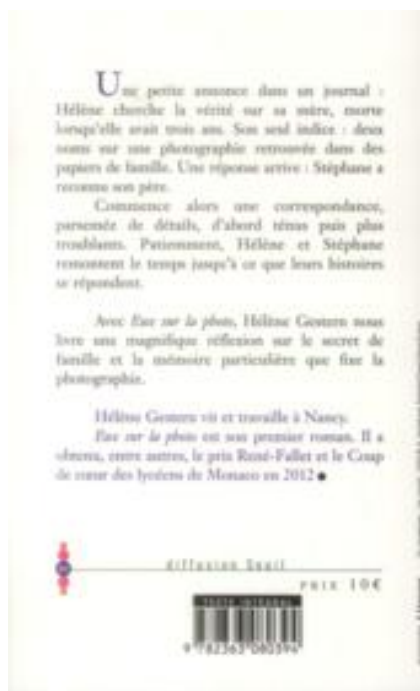 Une petite annonce dans un journal :
Hélène cherche la vérité sur sa mère, morte
lorsqu'elle avait trois ans. Son seul indice : deux
noms sur une photographie retrouvée dans des
papiers de famille. Une réponse arrive : Stéphane a
reconnu son père.
Commence alors une correspondance,
parsemée de détails, d'abord ténus puis plus
troublants. Patiemment, Hélène et Stéphane
remontent le temps jusqu'à ce que leurs histoires
se répondent.
Avec Eux sur la photo, Hélène Gestern nous
livre une magnifique réflexion sur le secret de
famille et la mémoire particulière que fixe la
photographie.
Hélène Gestern vit et travaille à Nancy.
Eux sur la photo est son premier roman. Il a
obtenu, entre autres, le prix René-Fallet et le Coup
de cœur des lycéens de Monaco en 2012
diffusion Seuil
PRIX 10€
TEXTE INTÉGRAL
9 782363 080394